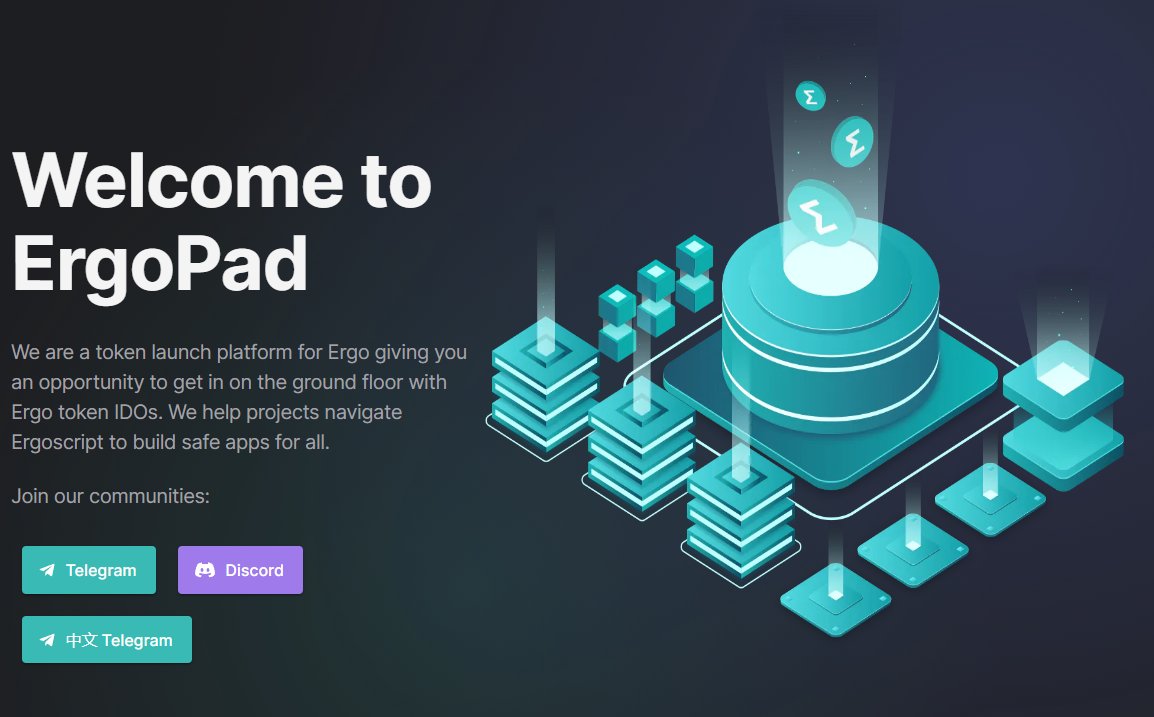 Welcome to
ErgoPad
We are a token launch platform for Ergo giving you
an opportunity to get in on the ground floor with
Ergo token IDOs. We help projects navigate
Ergoscript to build safe apps for all.
Join our communities:
Telegram
Discord
中文 Telegram
Σ
Σ
Σ